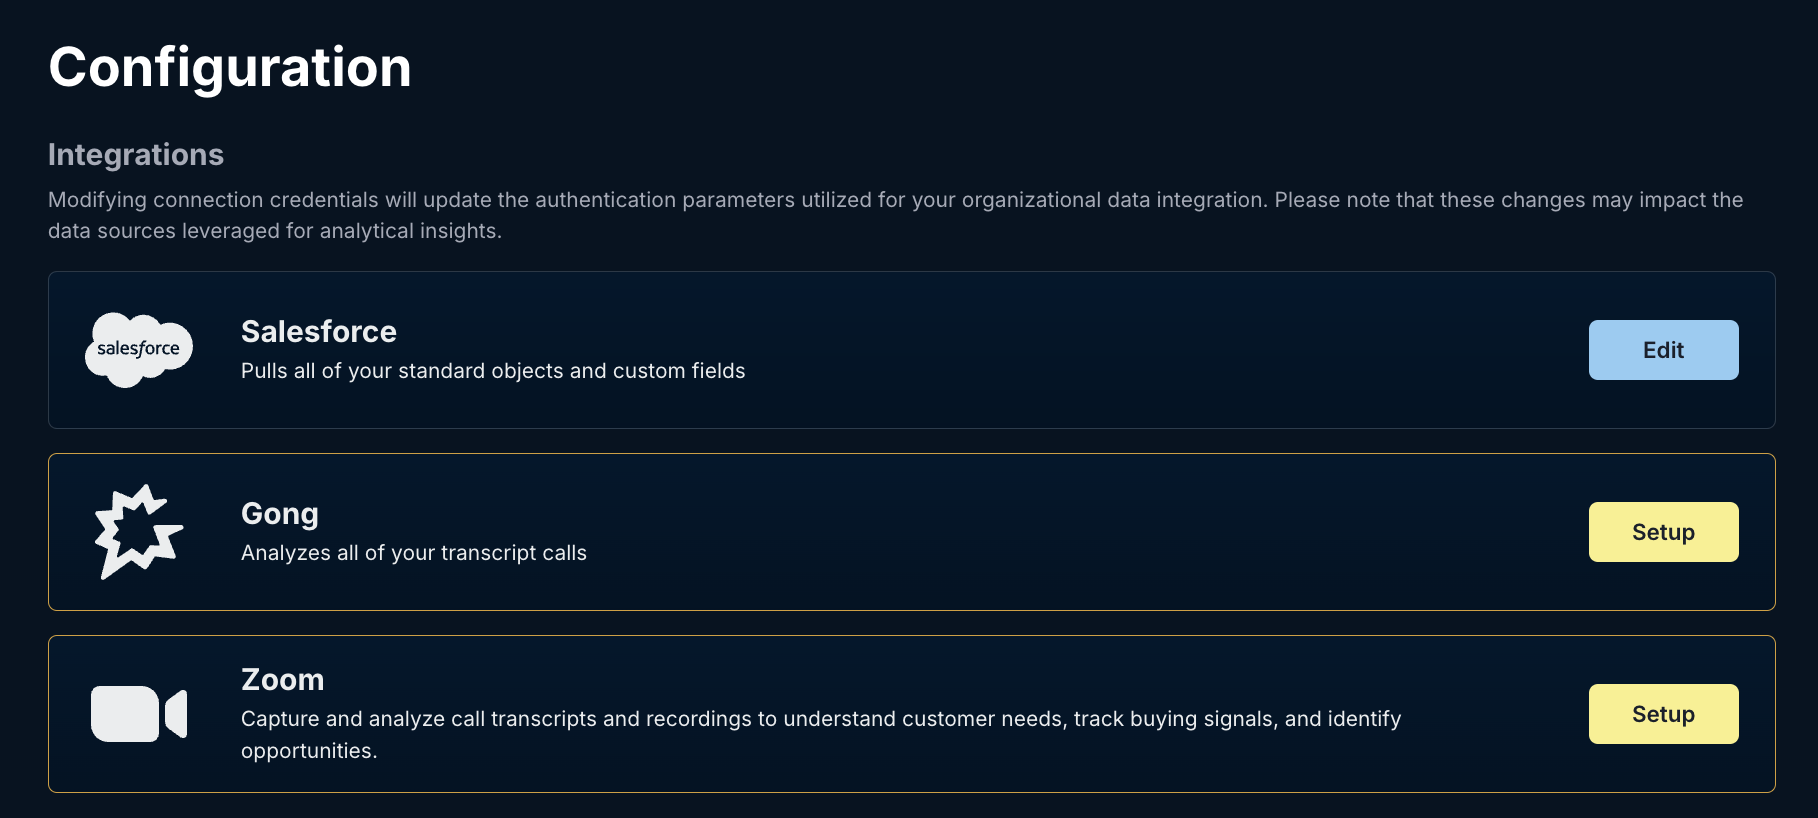 Configuration
Integrations
Modifying connection credentials will update the authentication parameters utilized for your organizational data integration. Please note that these changes may impact the
data sources leveraged for analytical insights.
salesforce
Salesforce
Pulls all of your standard objects and custom fields
Edit
Gong
Analyzes all of your transcript calls
Setup
Zoom
Capture and analyze call transcripts and recordings to understand customer needs, track buying signals, and identify
opportunities.
Setup